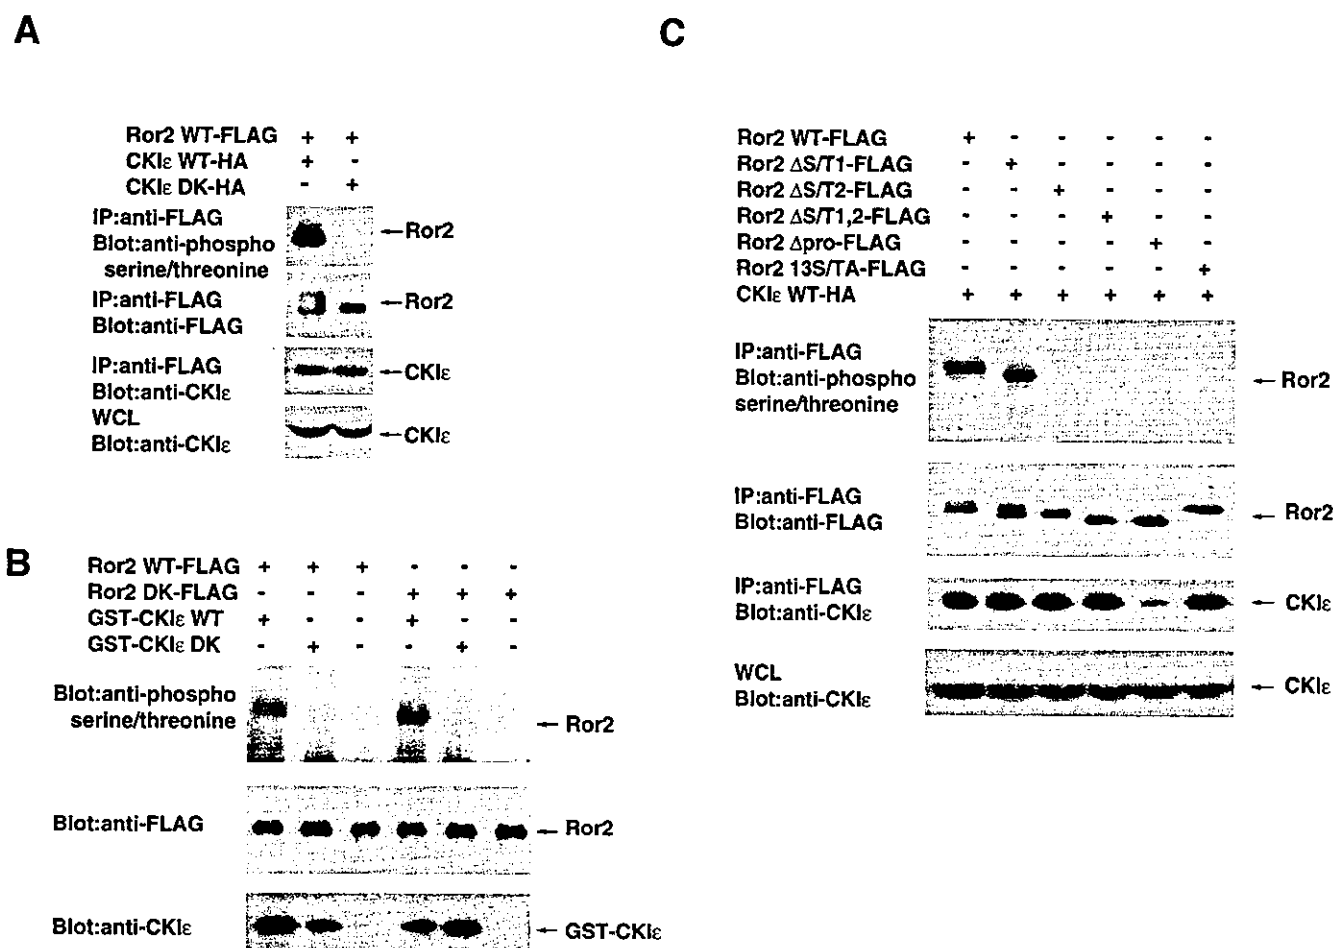 A
Ror2 WT-FLAG + +
CKIε WT-HA + -
CKIε DK-HA - +
IP:anti-FLAG
Blot:anti-phospho
serine/threonine
←Ror2
IP:anti-FLAG
Blot:anti-FLAG
←Ror2
IP:anti-FLAG
Blot:anti-CKIε
←CKIε
WCL
Blot:anti-CKIε
←CKIε
B
Ror2 WT-FLAG + + + - - -
Ror2 DK-FLAG - - - + + +
GST-CKIε WT + - - + - -
GST-CKIε DK - + - - + -
Blot:anti-phospho
serine/threonine
← Ror2
Blot:anti-FLAG
← Ror2
Blot:anti-CKIε
← GST-CKIε
C
Ror2 WT-FLAG + - - - - -
Ror2 ΔS/T1-FLAG - + - - - -
Ror2 ΔS/T2-FLAG - - + - - -
Ror2 ΔS/T1,2-FLAG - - - + - -
Ror2 Δpro-FLAG - - - - + -
Ror2 13S/TA-FLAG - - - - - +
CKIε WT-HA + + + + + +
IP:anti-FLAG
Blot:anti-phospho
serine/threonine
← Ror2
IP:anti-FLAG
Blot:anti-FLAG
← Ror2
IP:anti-FLAG
Blot:anti-CKIε
← CKIε
WCL
Blot:anti-CKIε
← CKIε